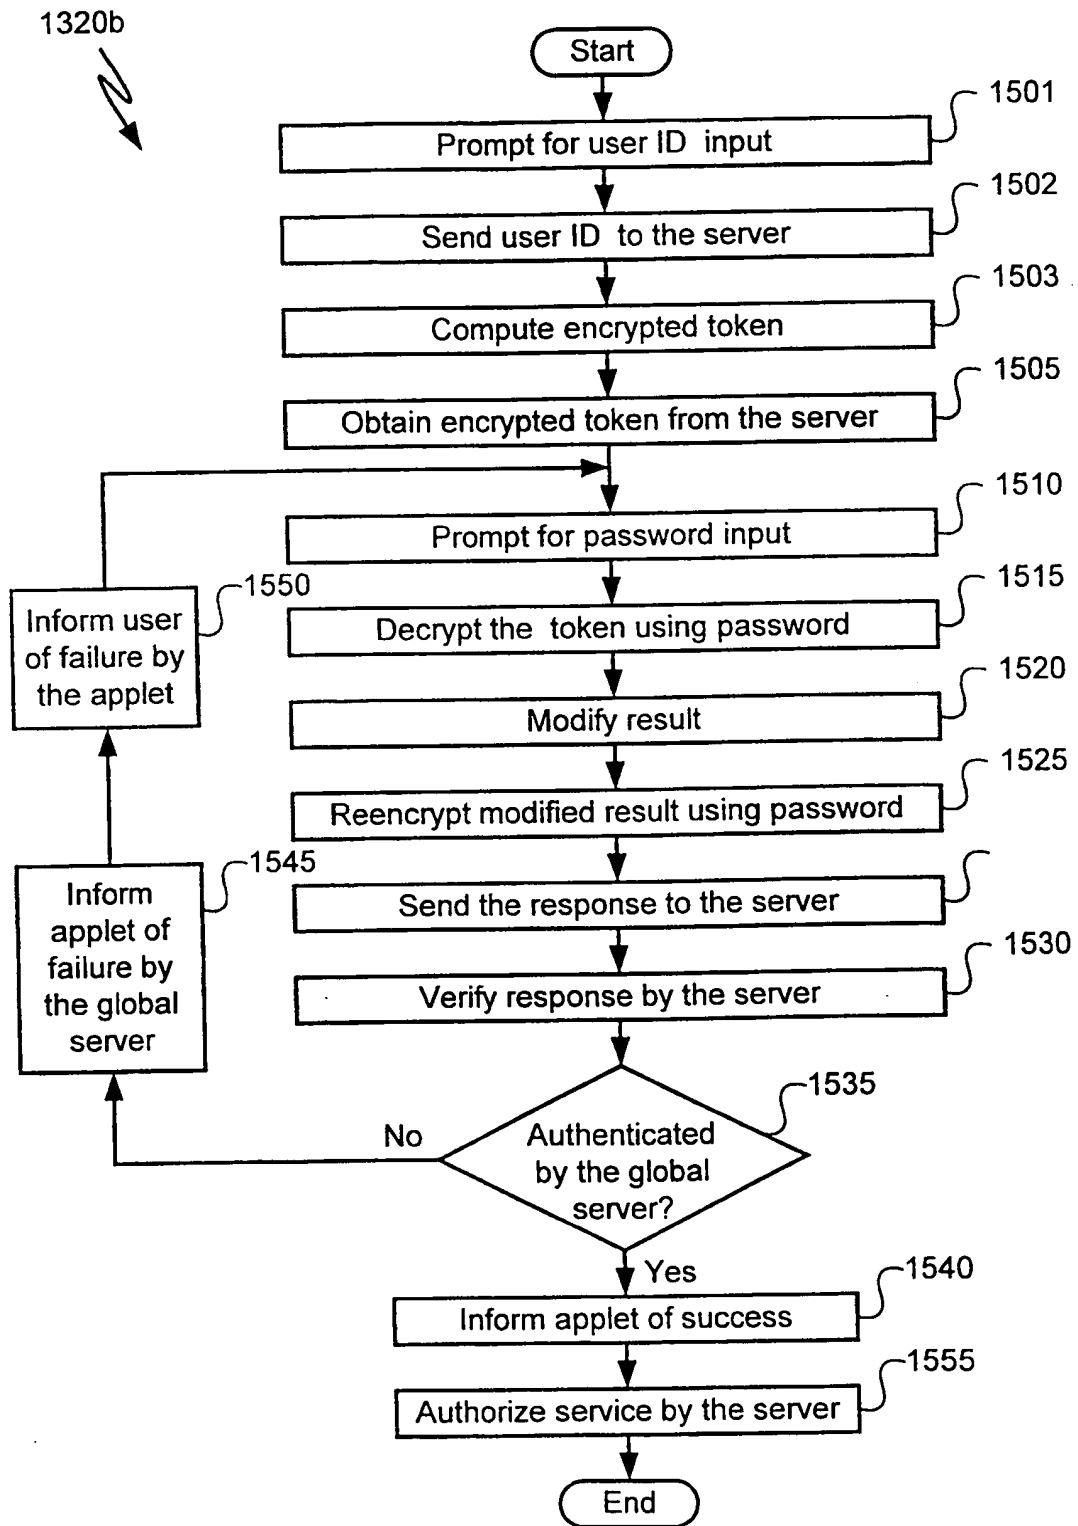 1320b
Start
1501
Prompt for user ID input
1502
Send user ID to the server
1503
Compute encrypted token
1505
Obtain encrypted token from the server
1510
Prompt for password input
1515
Decrypt the token using password
1520
Modify result
1525
Reencrypt modified result using password
Send the response to the server
1530
Verify response by the server
1535
Authenticated
by the global
server?
No
1545
Inform
applet of
failure by
the global
server
1550
Inform user
of failure by
the applet
Yes
1540
Inform applet of success
1555
Authorize service by the server
End